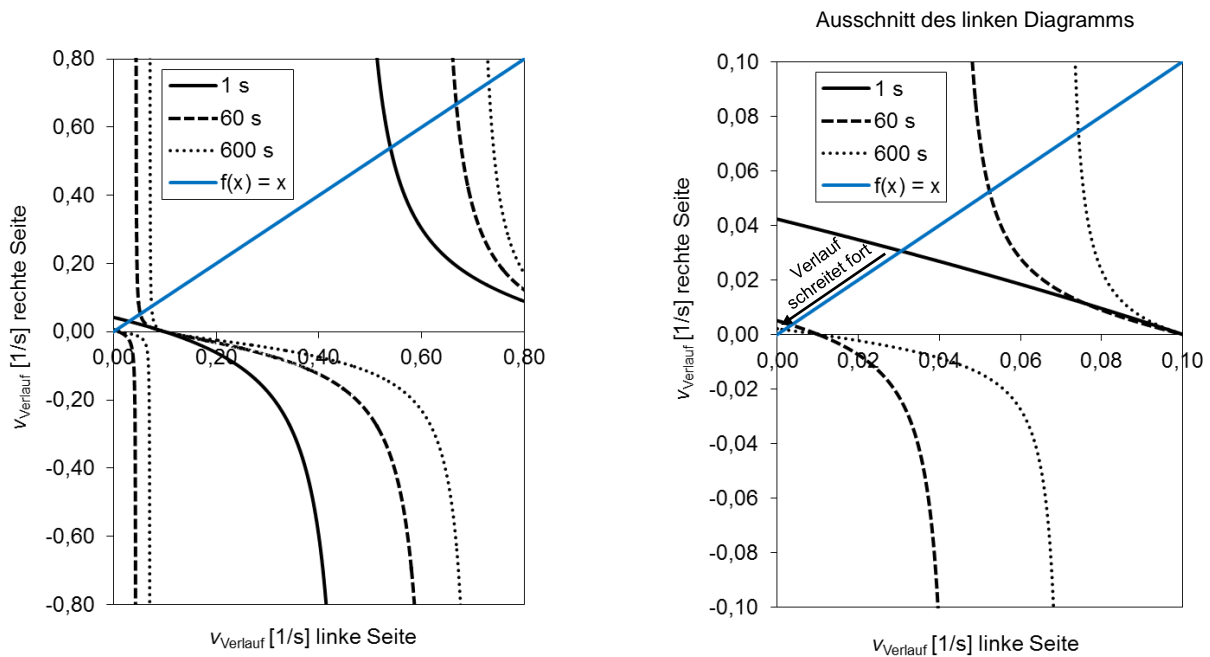 Ausschnitt des linken Diagramms
0,80
0,60
0,40
0,20
0,00
-0,20
-0,40
-0,60
-0,80
0,00 0,20 0,40 0,60 0,80
1 s
60 s
600 s
f(x) = x
vVerlauf [1/s] rechte Seite
vVerlauf [1/s] linke Seite
0,10
0,08
0,06
0,04
0,02
0,00
-0,02
-0,04
-0,06
-0,08
-0,10
0,00 0,02 0,04 0,06 0,08 0,10
1 s
60 s
600 s
f(x) = x
Verlauf
schreitet fort
vVerlauf [1/s] rechte Seite
vVerlauf [1/s] linke Seite